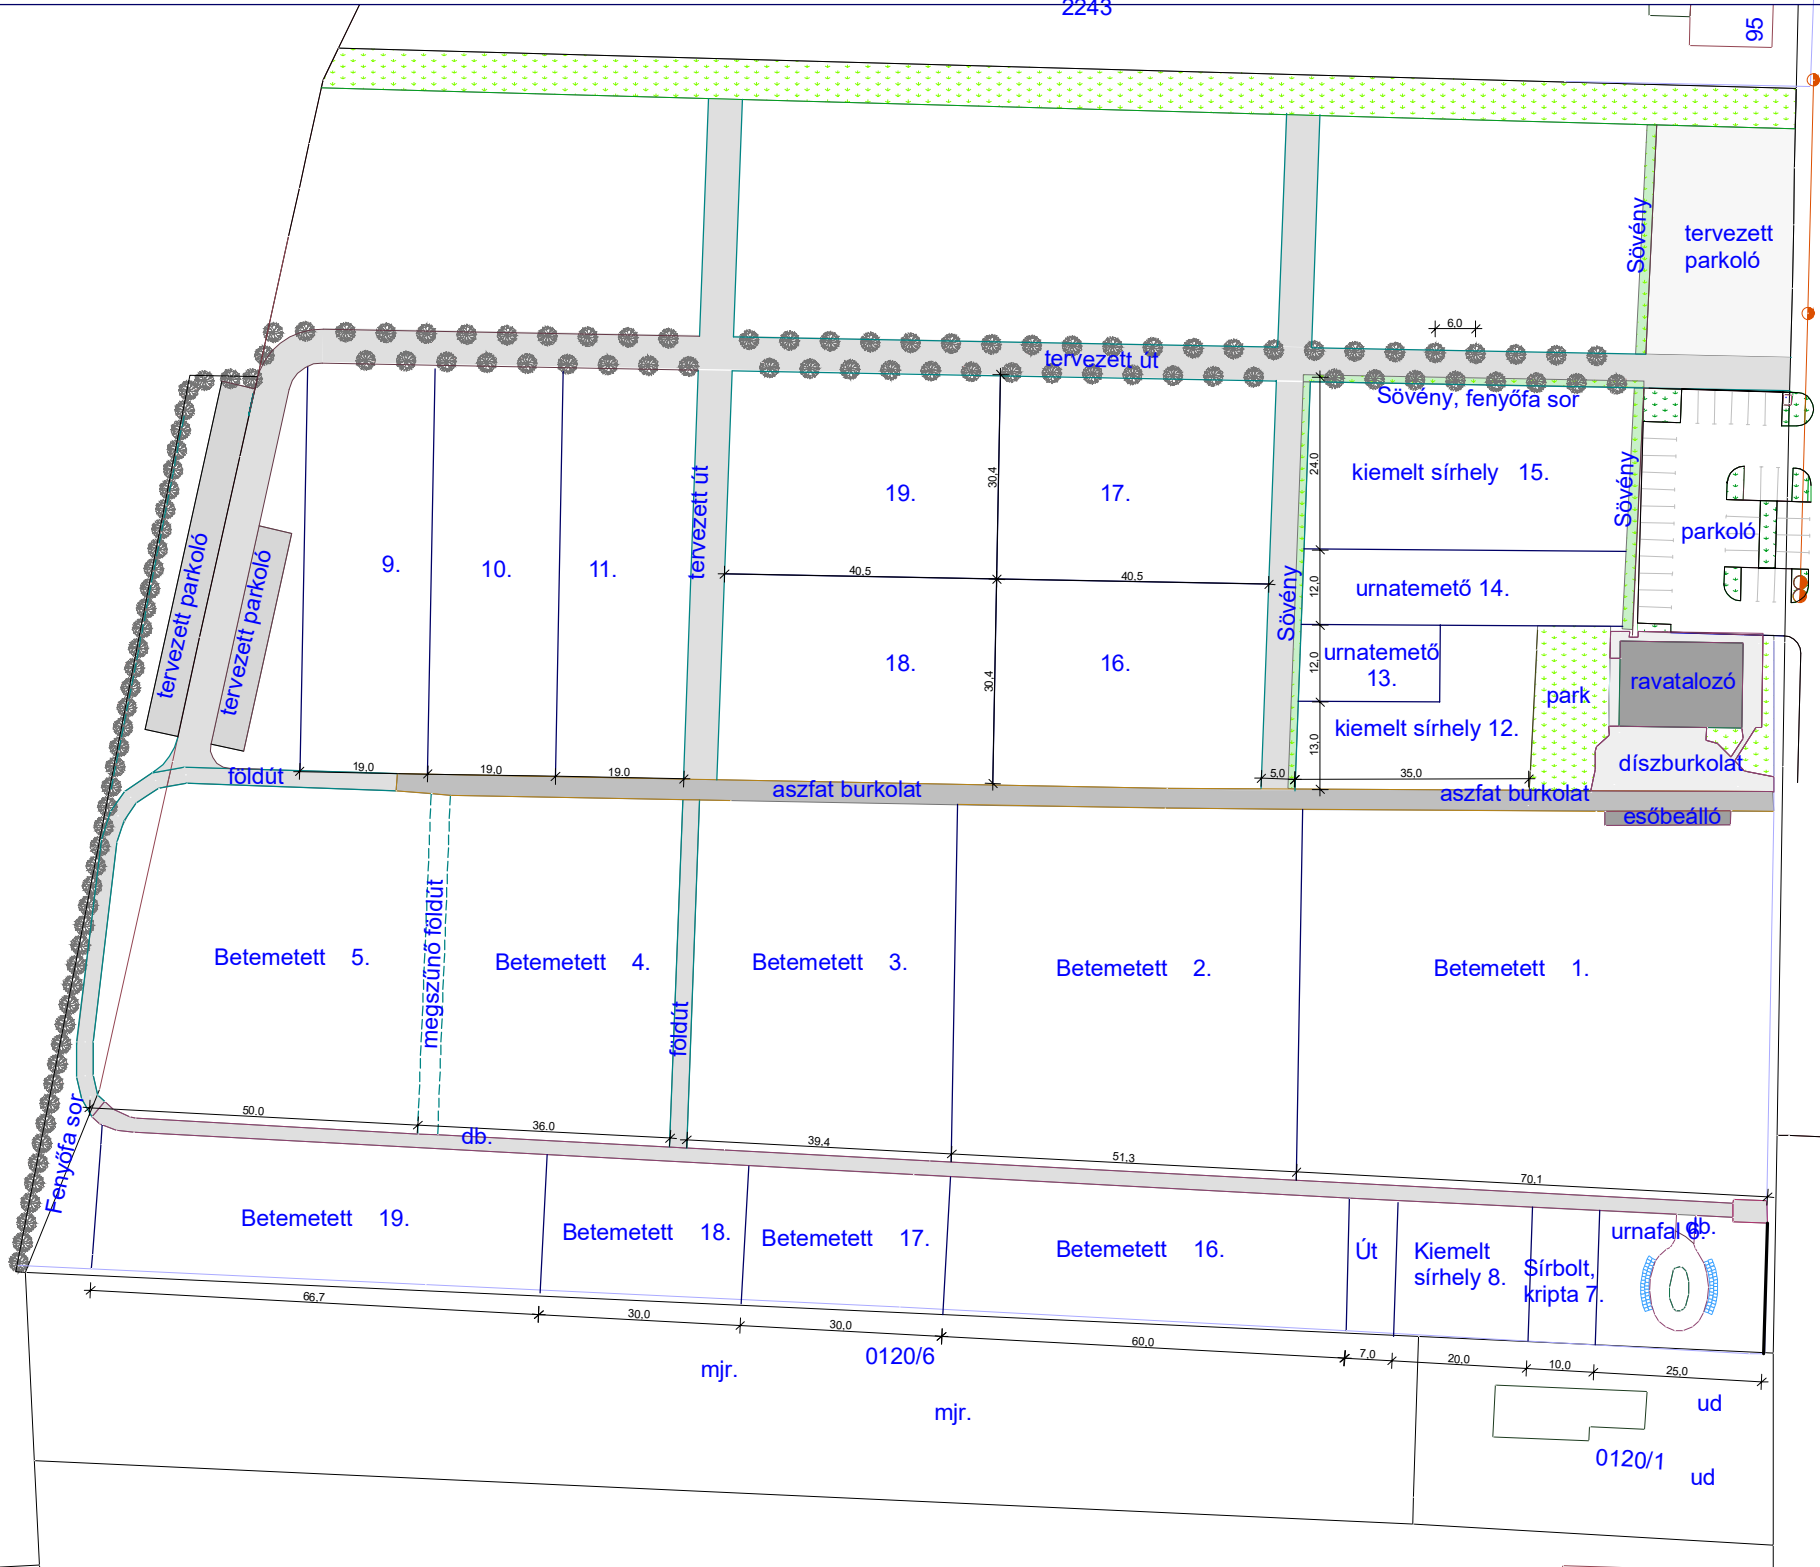 2243
95
Sövény
tervezett
parkoló
6,0
tervezett út
Sövény, fenyőfa sor
kiemelt sírhely 15.
24,0
Sövény
parkoló
19.
17.
30,4
tervezett út
tervezett parkoló
tervezett parkoló
9.
10.
11.
40,5
40,5
Sövény
12,0
urnatemető 14.
urnatemető
13.
12,0
18.
16.
30,4
park
ravatalozó
kiemelt sírhely 12.
13,0
díszburkolat
földút
19,0
19,0
19,0
aszfat burkolat
5,0
35,0
aszfat burkolat
esőbeálló
Betemetett 5.
megszűnő földút
Betemetett 4.
földút
Betemetett 3.
Betemetett 2.
Betemetett 1.
Fenyőfa sor
50,0
36,0
db.
39,4
51,3
70,1
Betemetett 19.
Betemetett 18.
Betemetett 17.
Betemetett 16.
Út
Kiemelt
sírhely 8.
Sírbolt,
kripta 7.
urnafal 6.
db.
66,7
30,0
30,0
60,0
7,0
20,0
10,0
25,0
mjr.
0120/6
mjr.
ud
0120/1
ud